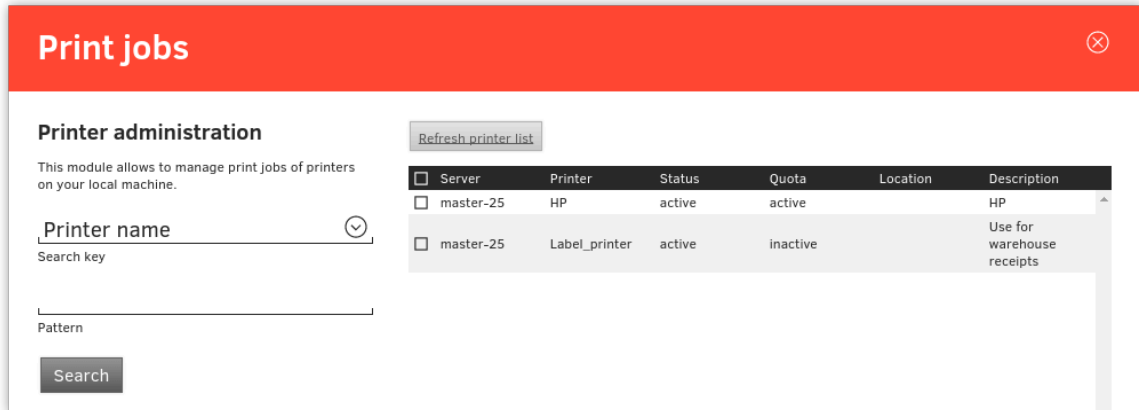 Print jobs
Printer administration
This module allows to manage print jobs of printers
on your local machine.
Printer name
Search key
Pattern
Search
Refresh printer list
Server Printer Status Quota Location Description
master-25 HP active active HP
master-25 Label_printer active inactive Use for
warehouse
receipts